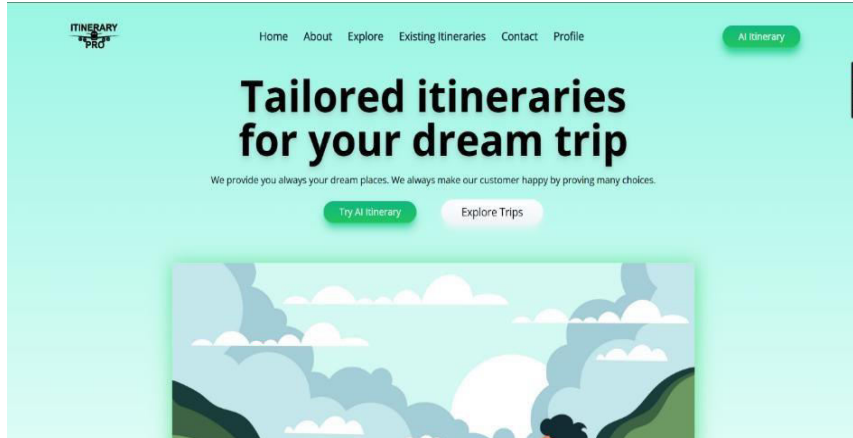 ITINERARY
PRO
Home About Explore Existing Itineraries Contact Profile
AI Itinerary
Tailored itineraries
for your dream trip
We provide you always your dream places. We always make our customer happy by proving many choices.
Try AI Itinerary
Explore Trips